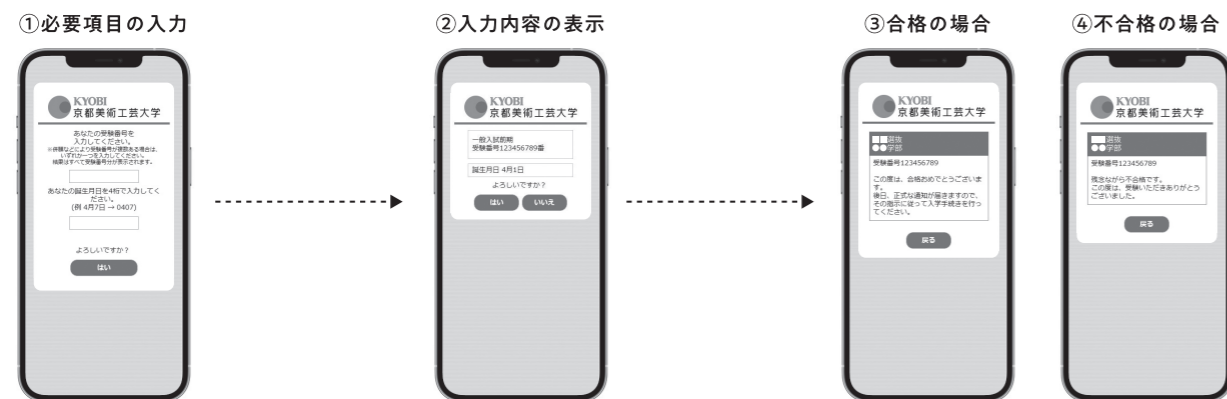 ①必要項目の入力
KYOBI
京都美術工芸大学
あなたの受験番号を
入力してください。
※併願などにより受験番号が複数ある場合は、
いずれか一つを入力してください。
結果はすべて受験番号分が表示されます。
あなたの誕生月日を4桁で入力してく
ださい。
(例 4月7日 → 0407)
よろしいですか？
はい
②入力内容の表示
KYOBI
京都美術工芸大学
一般入試前期
受験番号123456789番
誕生月日 4月1日
よろしいですか？
はい
いいえ
③合格の場合
KYOBI
京都美術工芸大学
■■選抜
●●学部
受験番号123456789
この度は、合格おめでとうございま
す。
後日、正式な通知が届きますので、
その指示に従って入学手続きを行っ
てください。
戻る
④不合格の場合
KYOBI
京都美術工芸大学
■■選抜
●●学部
受験番号123456789
残念ながら不合格です。
この度は、受験いただきありがとう
ございました。
戻る